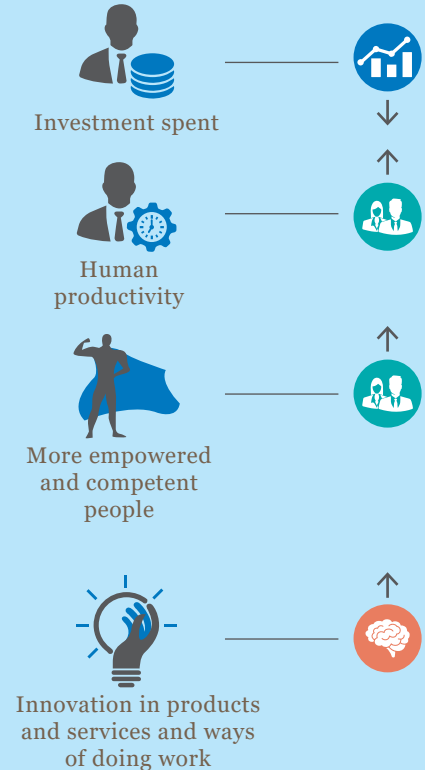 Investment spent
Human
productivity
More empowered
and competent
people
Innovation in products
and services and ways
of doing work